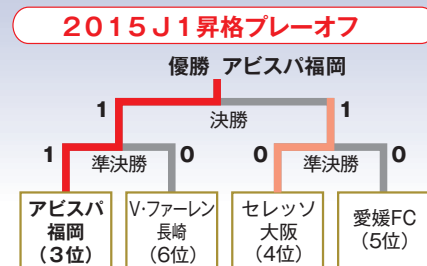 2015J1昇格プレーオフ
優勝 アビスパ福岡
1 1
決勝
1 0 0 0
準決勝 準決勝
アビスパ
福岡
(3位)
V・ファーレン
長崎
(6位)
セレッソ
大阪
(4位)
愛媛FC
(5位)